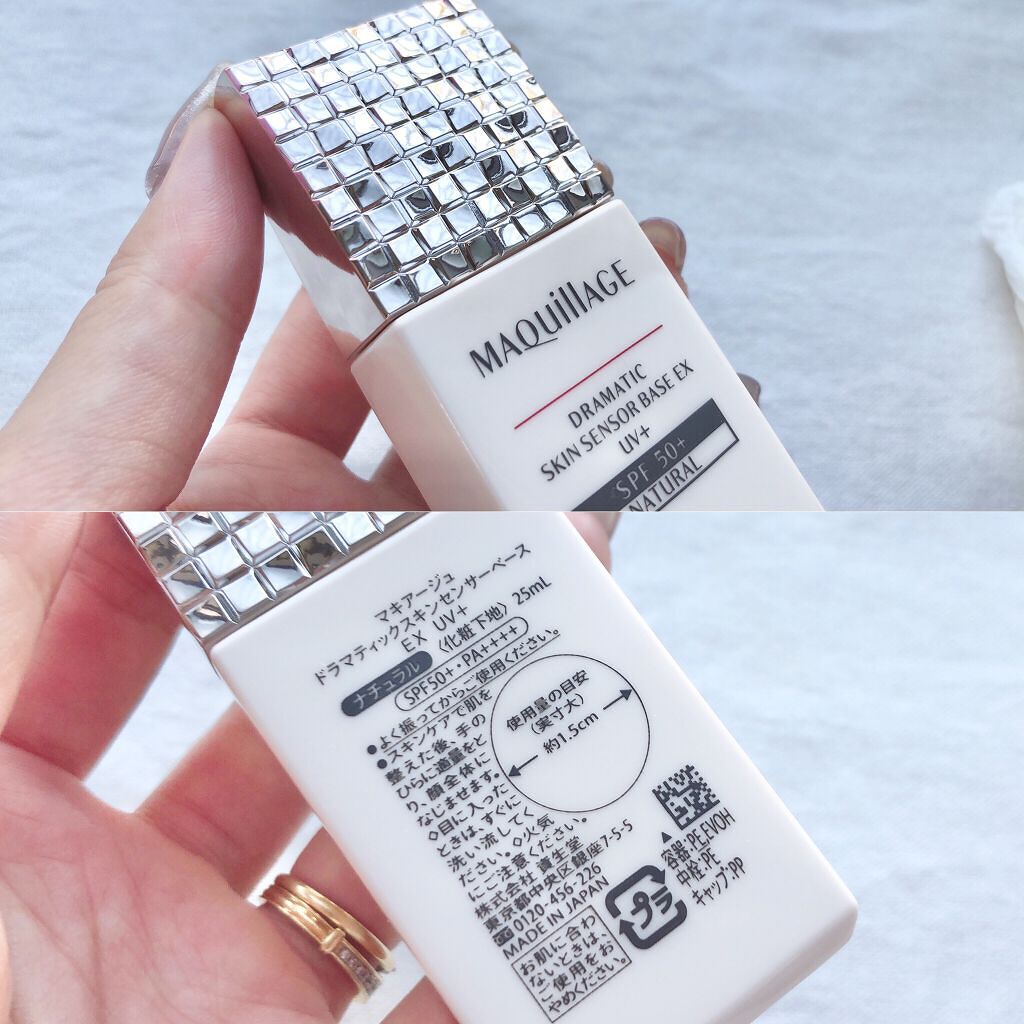 MAQuillAGE
DRAMATIC
SKIN SENSOR BASE EX
UV+
SPF 50+
NATURAL
マキアージュ
ドラマティックスキンセンサーベース
EX UV+
ナチュラル 〈化粧下地〉 25mL
SPF50+・PA++++
●よく振ってからご使用ください。
●スキンケアで肌を
整えた後、手の
ひらに適量をと
り、顔全体に
なじませます。
◇目に入った
ときは、すぐに
洗い流してく
ださい。◇火気
にご注意ください。
使用量の目安
(実寸大)
約1.5cm
株式会社 資生堂
東京都中央区銀座7-5-5
0120-456-226
MADE IN JAPAN
お肌に合わ
ないときは、
ご使用をお
やめください。
プラ
容器:PE,EVOH
中栓:PE
キャップ:PP